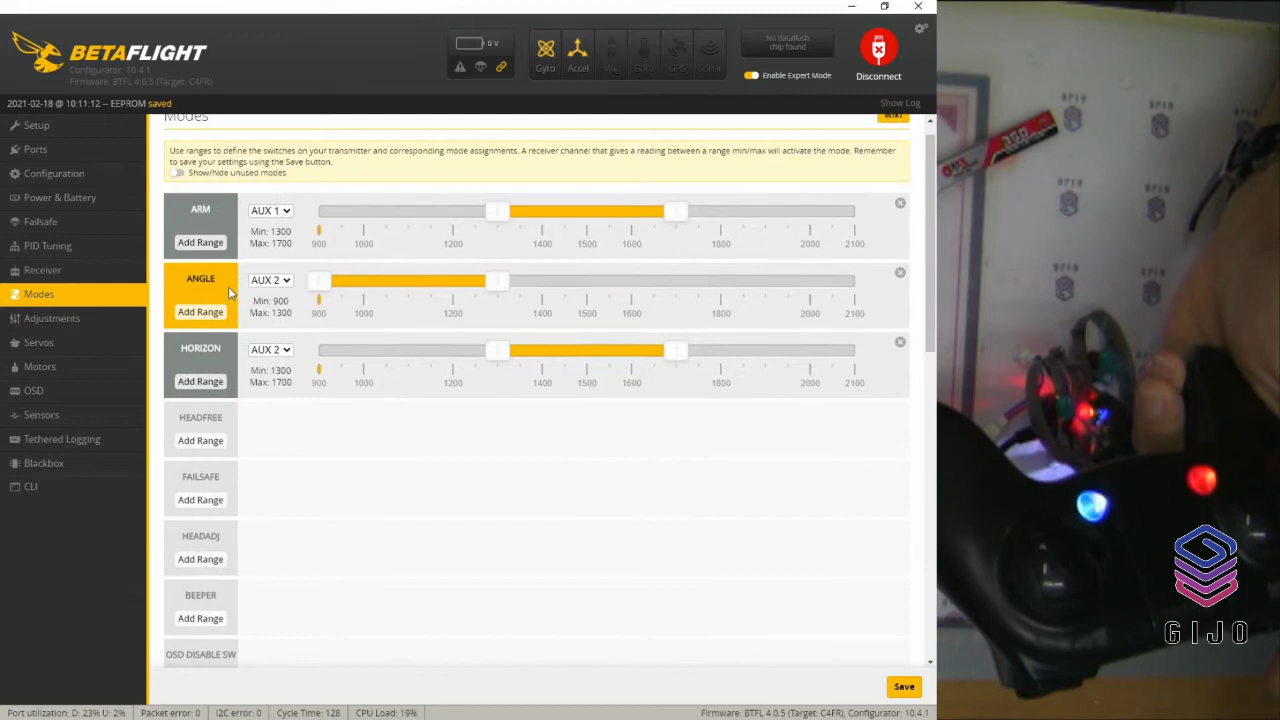 BETAFLIGHT
Configurator: 10.4.1
Firmware: BTFL 4.0.5 (Target: C4FR)
0 V
Gyro
Accel
No dataflash
chip found
Enable Expert Mode
Disconnect
2021-02-18 @ 10:11:12 -- EEPROM saved
Show Log
Setup
Ports
Configuration
Power & Battery
Failsafe
PID Tuning
Receiver
Modes
Adjustments
Servos
Motors
OSD
Sensors
Tethered Logging
Blackbox
CLI
Modes
WIKI
Use ranges to define the switches on your transmitter and corresponding mode assignments. A receiver channel that gives a reading between a range min/max will activate the mode. Remember
to save your settings using the Save button.
Show/hide unused modes
ARM
Add Range
AUX 1
Min: 1300
Max: 1700
900 1000 1200 1400 1500 1600 1800 2000 2100
ANGLE
Add Range
AUX 2
Min: 900
Max: 1300
900 1000 1200 1400 1500 1600 1800 2000 2100
HORIZON
Add Range
AUX 2
Min: 1300
Max: 1700
900 1000 1200 1400 1500 1600 1800 2000 2100
HEADFREE
Add Range
FAILSAFE
Add Range
HEADADJ
Add Range
BEEPER
Add Range
OSD DISABLE SW
Save
Port utilization: D: 23% U: 2%
Packet error: 0
I2C error: 0
Cycle Time: 128
CPU Load: 19%
Firmware: BTFL 4.0.5 (Target: C4FR), Configurator: 10.4.1
GIJO